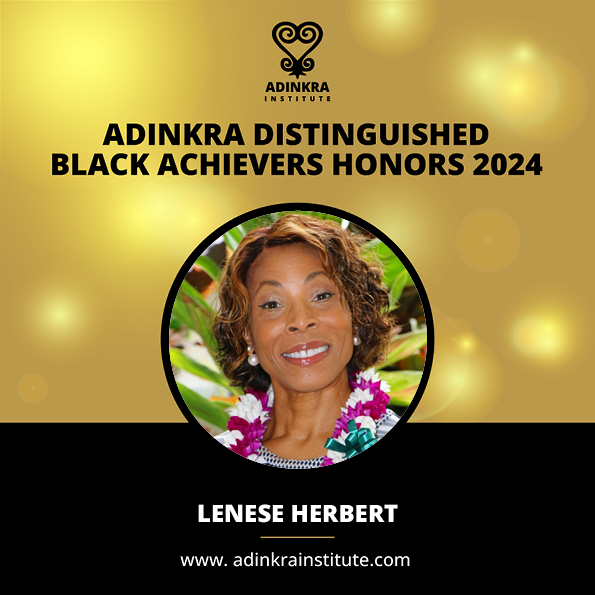 ADINKRA
INSTITUTE
ADINKRA DISTINGUISHED
BLACK ACHIEVERS HONORS 2024
LENESE HERBERT
www. adinkrainstitute.com